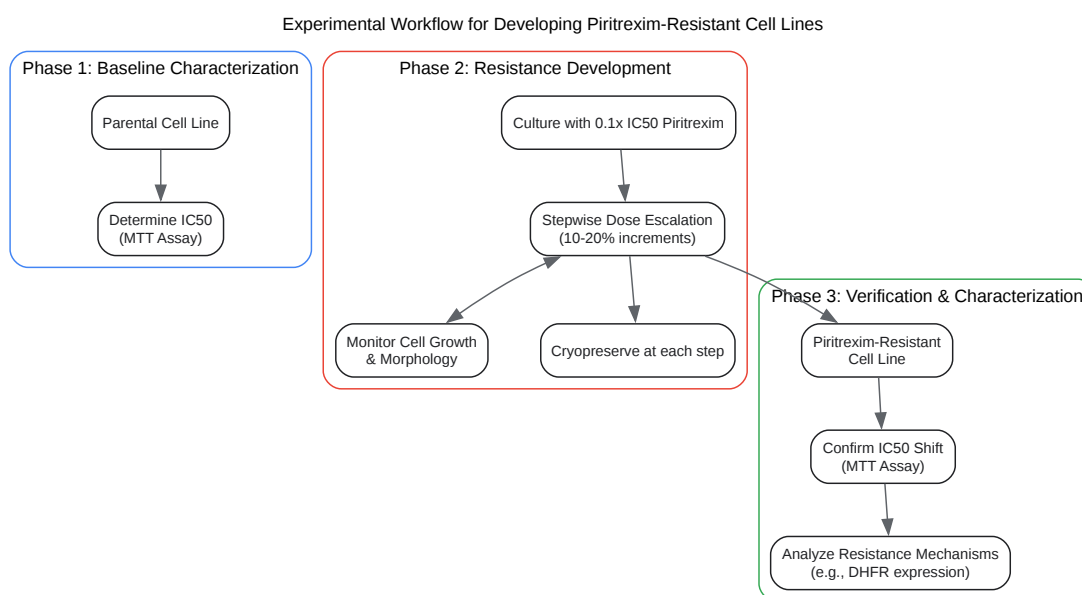 Experimental Workflow for Developing Piritrexim-Resistant Cell Lines
Phase 1: Baseline Characterization
Parental Cell Line
Determine IC50
(MTT Assay)
Phase 2: Resistance Development
Culture with 0.1x IC50 Piritrexim
Stepwise Dose Escalation
(10-20% increments)
Monitor Cell Growth
& Morphology
Cryopreserve at each step
Phase 3: Verification & Characterization
Piritrexim-Resistant
Cell Line
Confirm IC50 Shift
(MTT Assay)
Analyze Resistance Mechanisms
(e.g., DHFR expression)